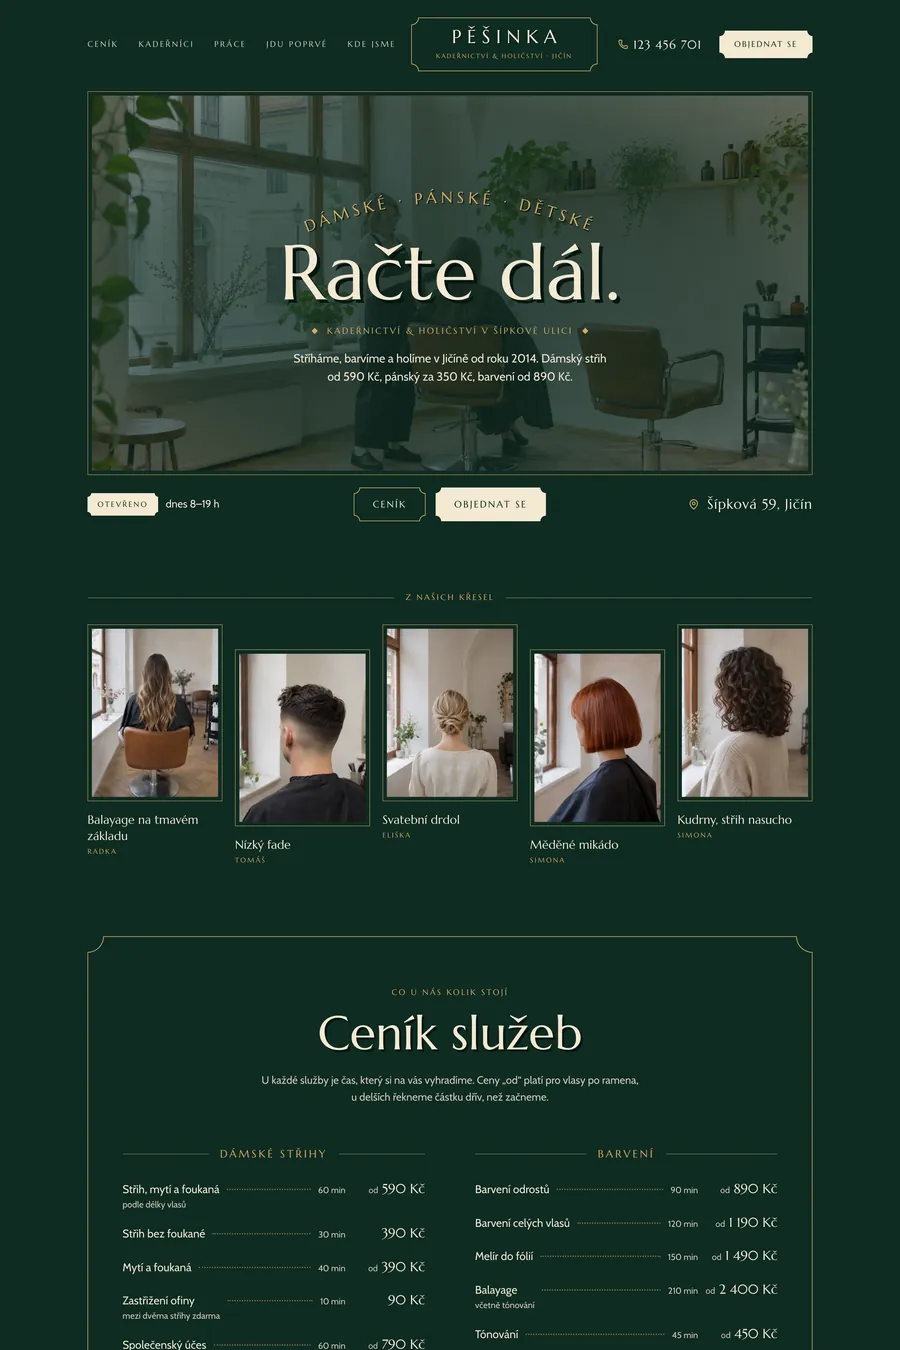 CENÍK KADEŘNÍCI PRÁCE JDU POPRVÉ KDE JSME
PĚŠINKA
KADEŘNICTVÍ & HOLIČSTVÍ · JIČÍN
123 456 701
OBJEDNAT SE
DÁMSKÉ · PÁNSKÉ · DĚTSKÉ
Račte dál.
KADEŘNICTVÍ & HOLIČSTVÍ V ŠÍPKOVÉ ULICI
Stříháme, barvíme a holíme v Jičíně od roku 2014. Dámský střih
od 590 Kč, pánský za 350 Kč, barvení od 890 Kč.
OTEVŘENO dnes 8–19 h
CENÍK
OBJEDNAT SE
Šípková 59, Jičín
Z NAŠICH KŘESEL
Balayage na tmavém
základu
RADKA
Nízký fade
TOMÁŠ
Svatební drdol
ELIŠKA
Měděné mikádo
SIMONA
Kudrny, střih nasucho
SIMONA
CO U NÁS KOLIK STOJÍ
Ceník služeb
U každé služby je čas, který si na vás vyhradíme. Ceny „od“ platí pro vlasy po ramena,
u delších řekneme částku dřív, než začneme.
DÁMSKÉ STŘIHY
Střih, mytí a foukaná 60 min od 590 Kč
podle délky vlasů
Střih bez foukané 30 min 390 Kč
Mytí a foukaná 40 min od 390 Kč
Zastřižení ofiny 10 min 90 Kč
mezi dvěma střihy zdarma
Společenský účes 60 min od 790 Kč
BARVENÍ
Barvení odrostů 90 min od 890 Kč
Barvení celých vlasů 120 min od 1 190 Kč
Melír do fólií 150 min od 1 490 Kč
Balayage 210 min od 2 400 Kč
včetně tónování
Tónování 45 min od 450 Kč